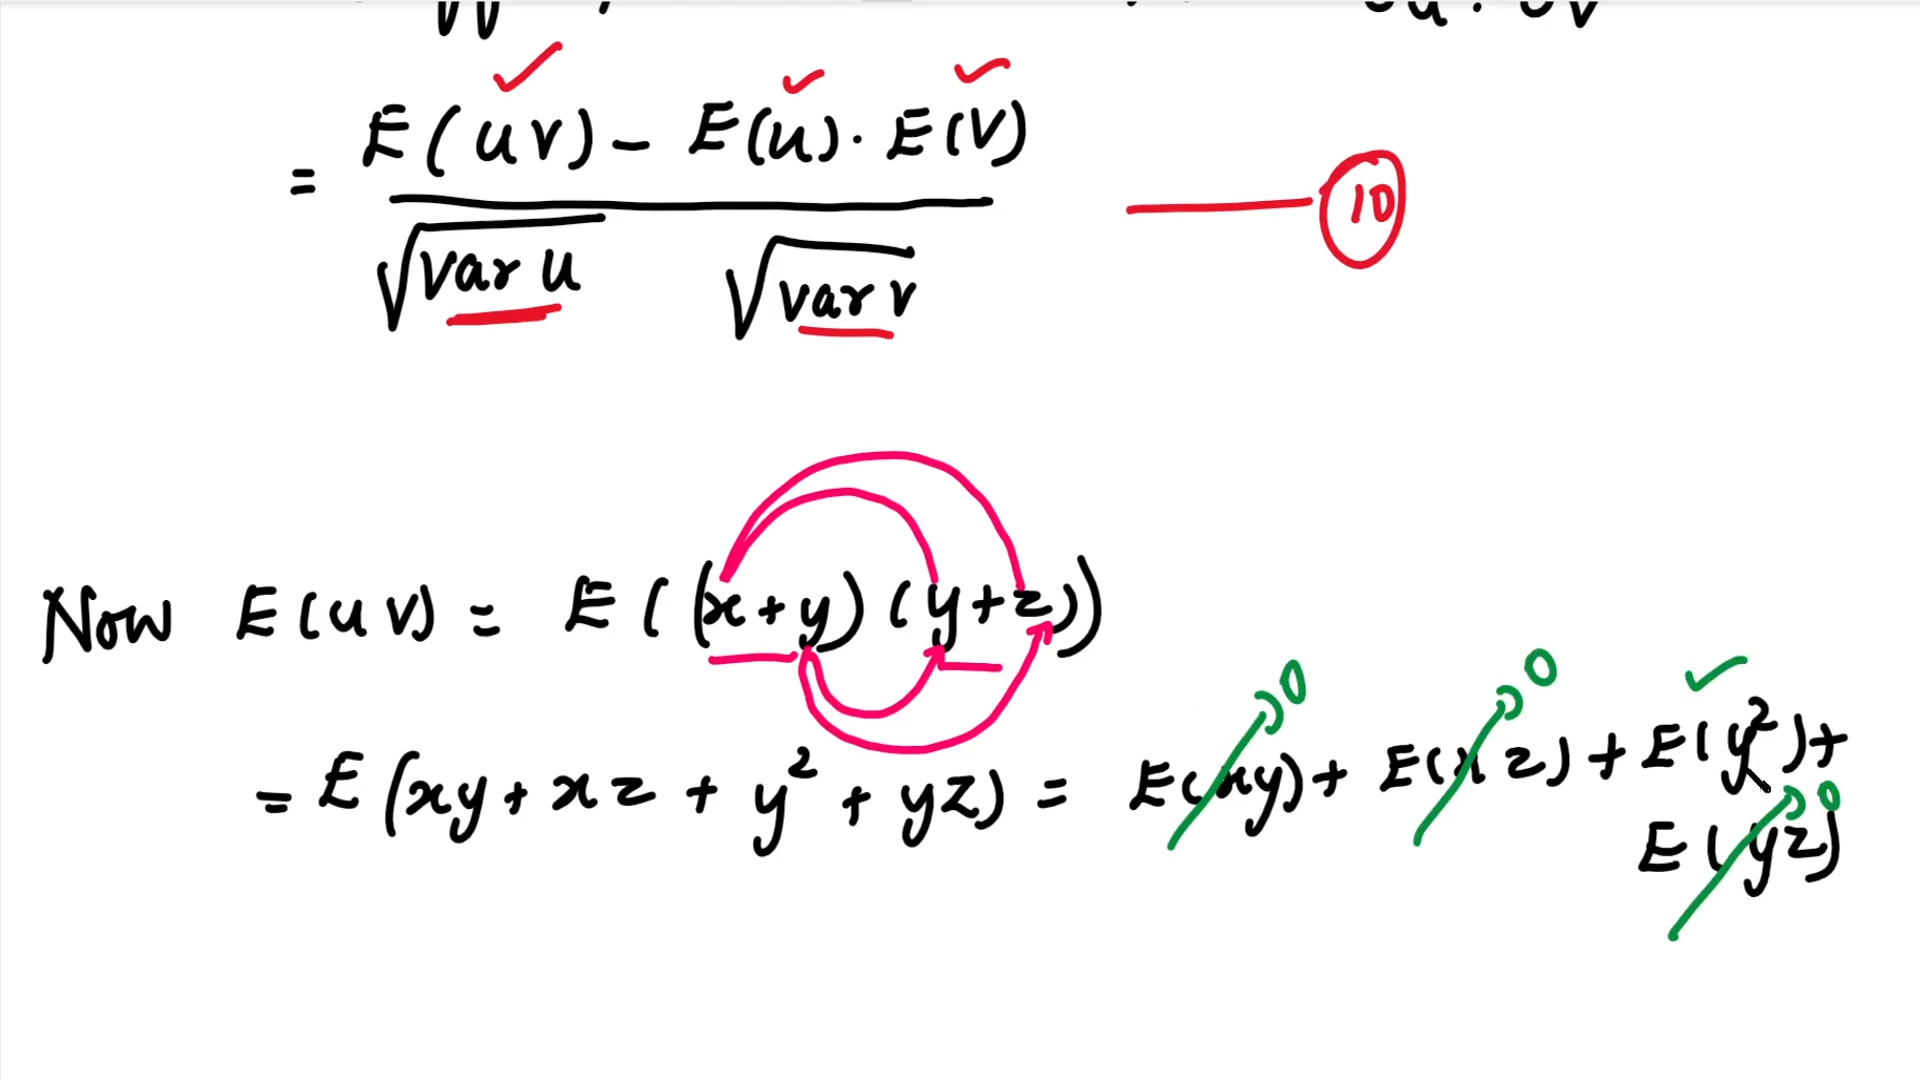 E(uv) - E(u) · E(v)
= ——— 10
√var u √var v
Now E(uv) = E((x+y)(y+z))
= E(xy + xz + y² + yz) = E(xy) + E(xz) + E(y²) +
0 0 0
E(yz)